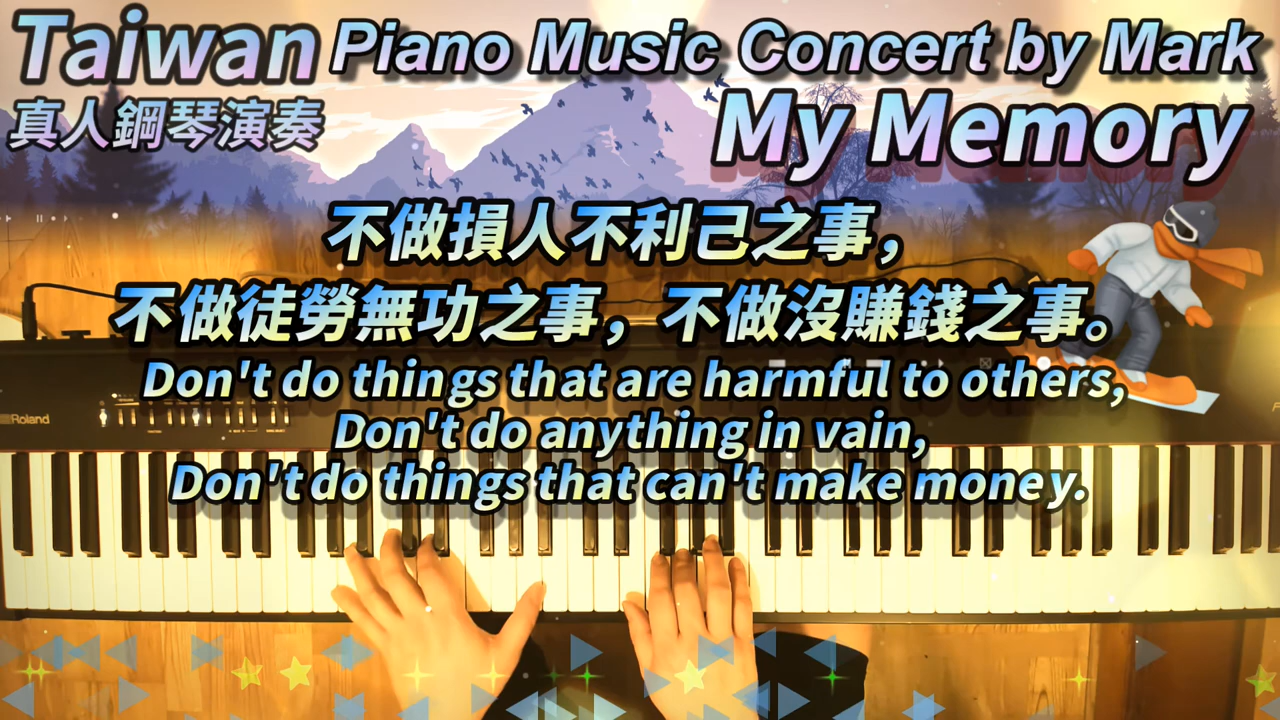 Taiwan Piano Music Concert by Mark
真人鋼琴演奏
My Memory
不做損人不利己之事，
不做徒勞無功之事，不做沒賺錢之事。
Don't do things that are harmful to others,
Don't do anything in vain,
Don't do things that can't make money.
Roland